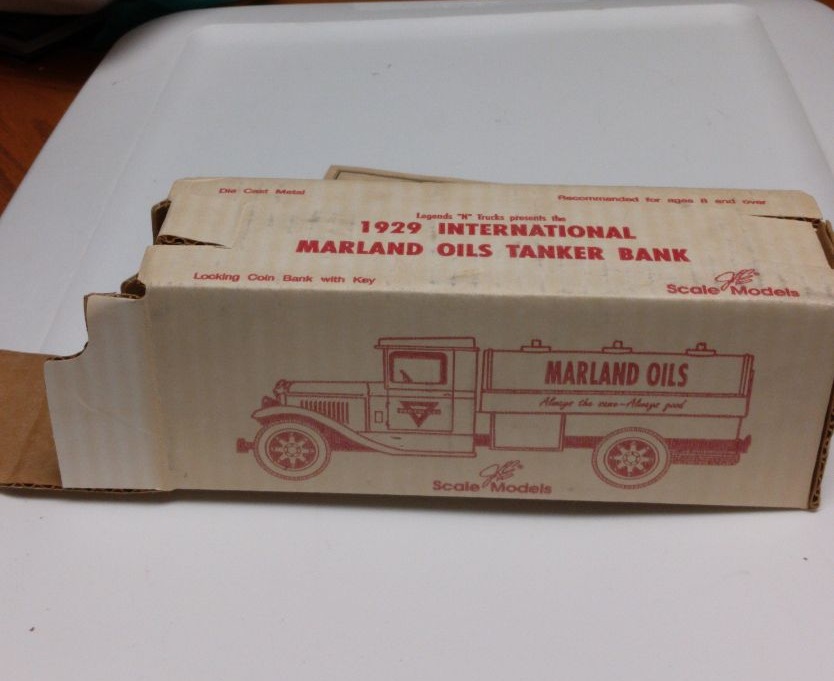 Die Cast Metal
Recommended for ages 8 and over
Legends "N" Trucks presents the
1929 INTERNATIONAL
MARLAND OILS TANKER BANK
Locking Coin Bank with Key
Scale Models
MARLAND OILS
Always the same-Always good
Scale Models